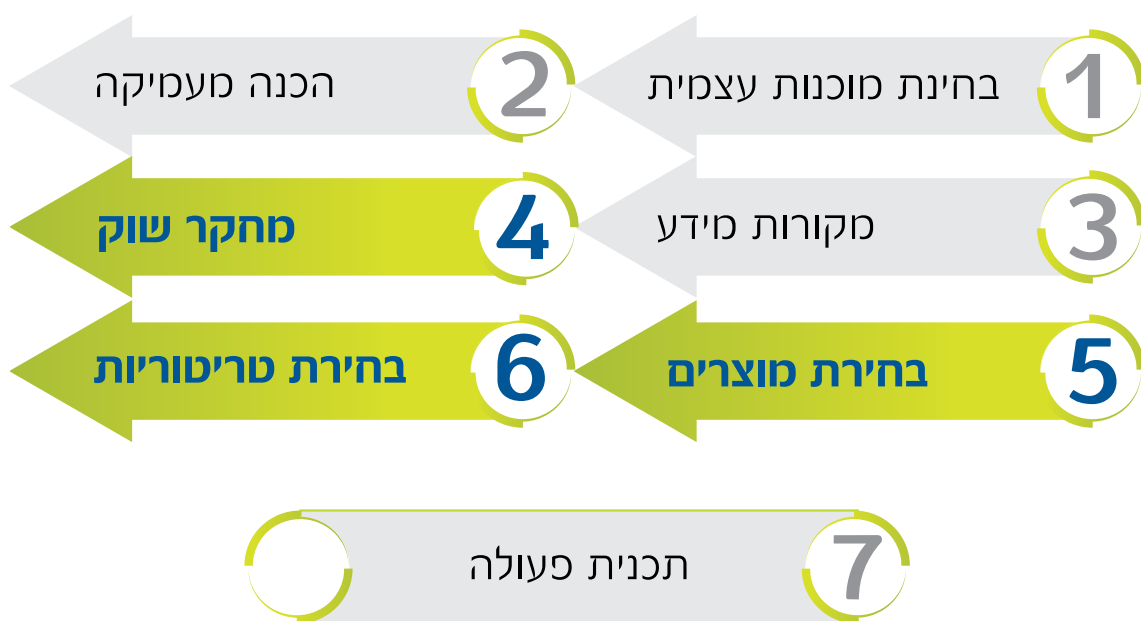 1 בחינת מוכנות עצמית
2 הכנה מעמיקה
3 מקורות מידע
4 מחקר שוק
5 בחירת מוצרים
6 בחירת טריטוריות
7 תכנית פעולה